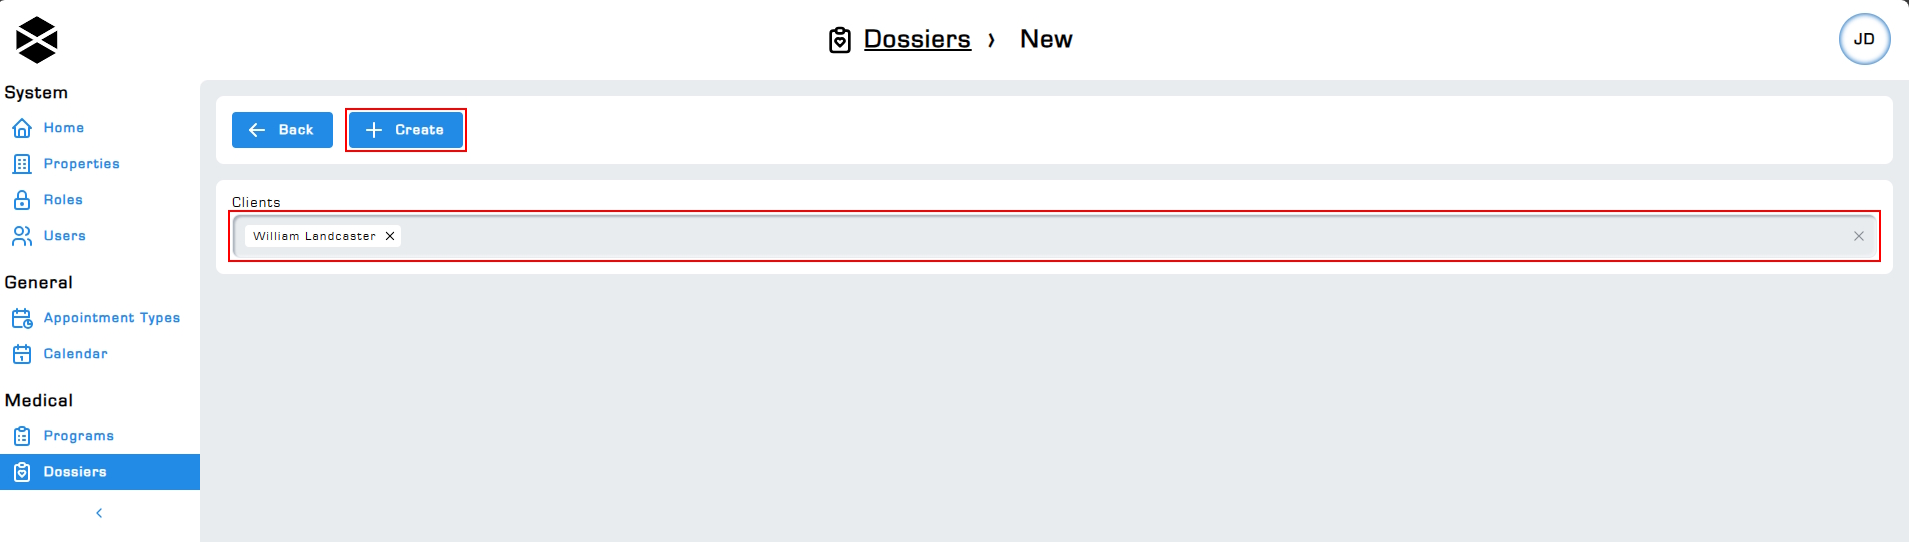 Dossiers › New
JD
System
Home
Properties
Roles
Users
General
Appointment Types
Calendar
Medical
Programs
Dossiers
Back
Create
Clients
William Landcaster